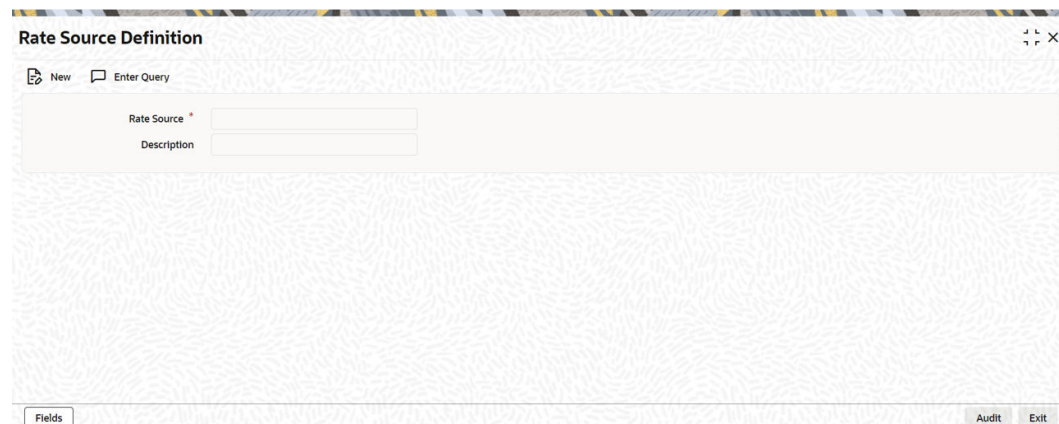 Rate Source Definition
New Enter Query
Rate Source *
Description
Fields Audit Exit